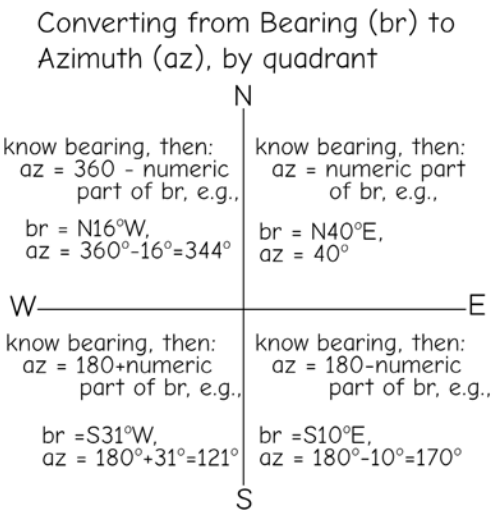 Converting from Bearing (br) to
Azimuth (az), by quadrant
N
know bearing, then:
az = 360 - numeric
part of br, e.g.,
br = N16°W,
az = 360°-16°=344°
know bearing, then:
az = numeric part
of br, e.g.,
br = N40°E,
az = 40°
W
E
know bearing, then:
az = 180+numeric
part of br, e.g.,
br =S31°W,
az = 180°+31°=121°
know bearing, then:
az = 180-numeric
part of br, e.g.,
br =S10°E,
az = 180°-10°=170°
S